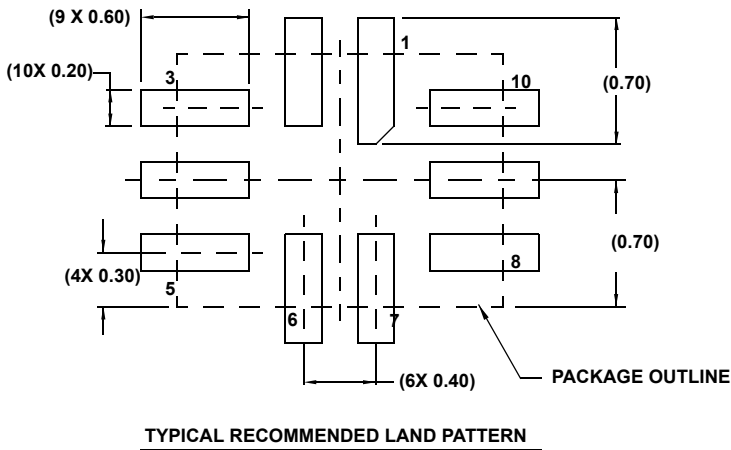 (9 X 0.60)
1
(10X 0.20)
3
10
(0.70)
(0.70)
(4X 0.30)
5
8
6
7
(6X 0.40)
PACKAGE OUTLINE
TYPICAL RECOMMENDED LAND PATTERN